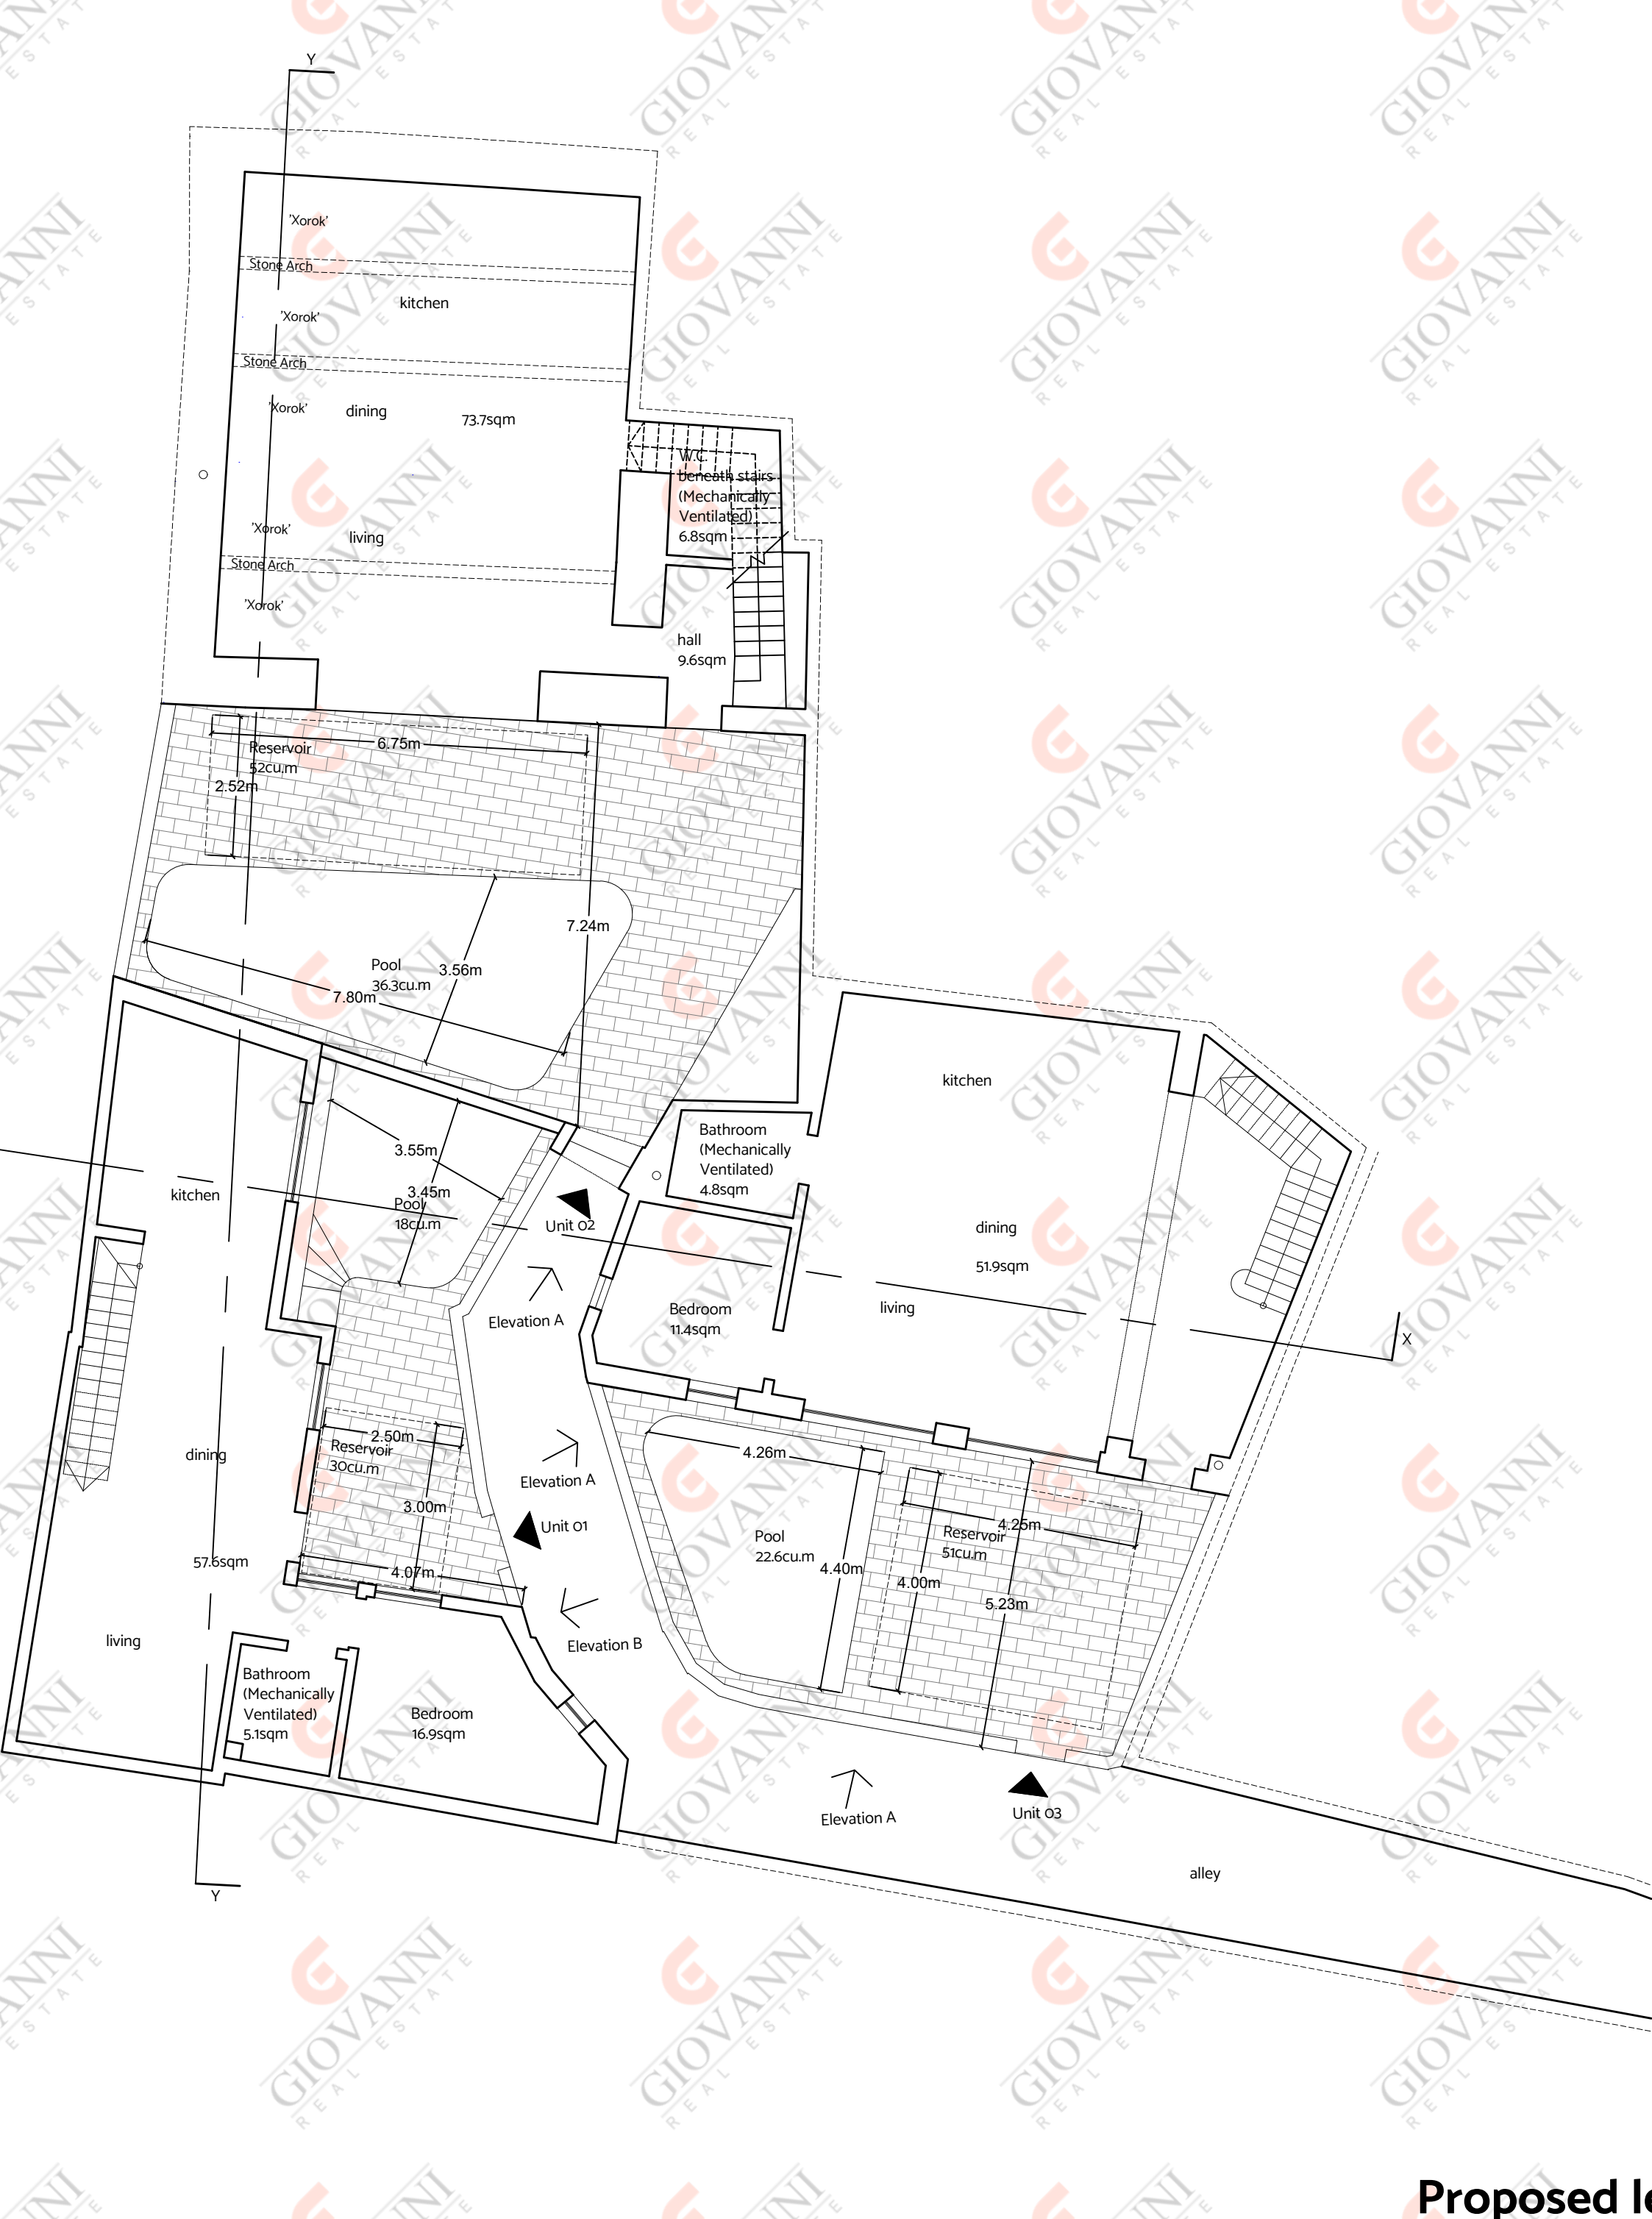 Y
'Xorok'
Stone Arch
kitchen
'Xorok'
Stone Arch
'Xorok'
dining
73.7sqm
W.C.
beneath stairs
(Mechanically
Ventilated)
6.8sqm
'Xorok'
living
Stone Arch
'Xorok'
hall
9.6sqm
6.75m
Reservoir
52cu.m
2.52m
7.24m
Pool
36.3cu.m
3.56m
7.80m
kitchen
Bathroom
(Mechanically
Ventilated)
4.8sqm
3.55m
3.45m
Pool
18cu.m
kitchen
Unit 02
dining
51.9sqm
living
Bedroom
11.4sqm
Elevation A
X
2.50m
Reservoir
30cu.m
dining
3.00m
Elevation A
Unit 01
4.26m
Pool
22.6cu.m
4.40m
4.25m
Reservoir
51cu.m
4.00m
5.23m
57.6sqm
4.07m
Elevation B
living
Bathroom
(Mechanically
Ventilated)
5.1sqm
Bedroom
16.9sqm
Elevation A
Unit 03
alley
Y
Proposed le
GIOVANNI
REAL ESTATE